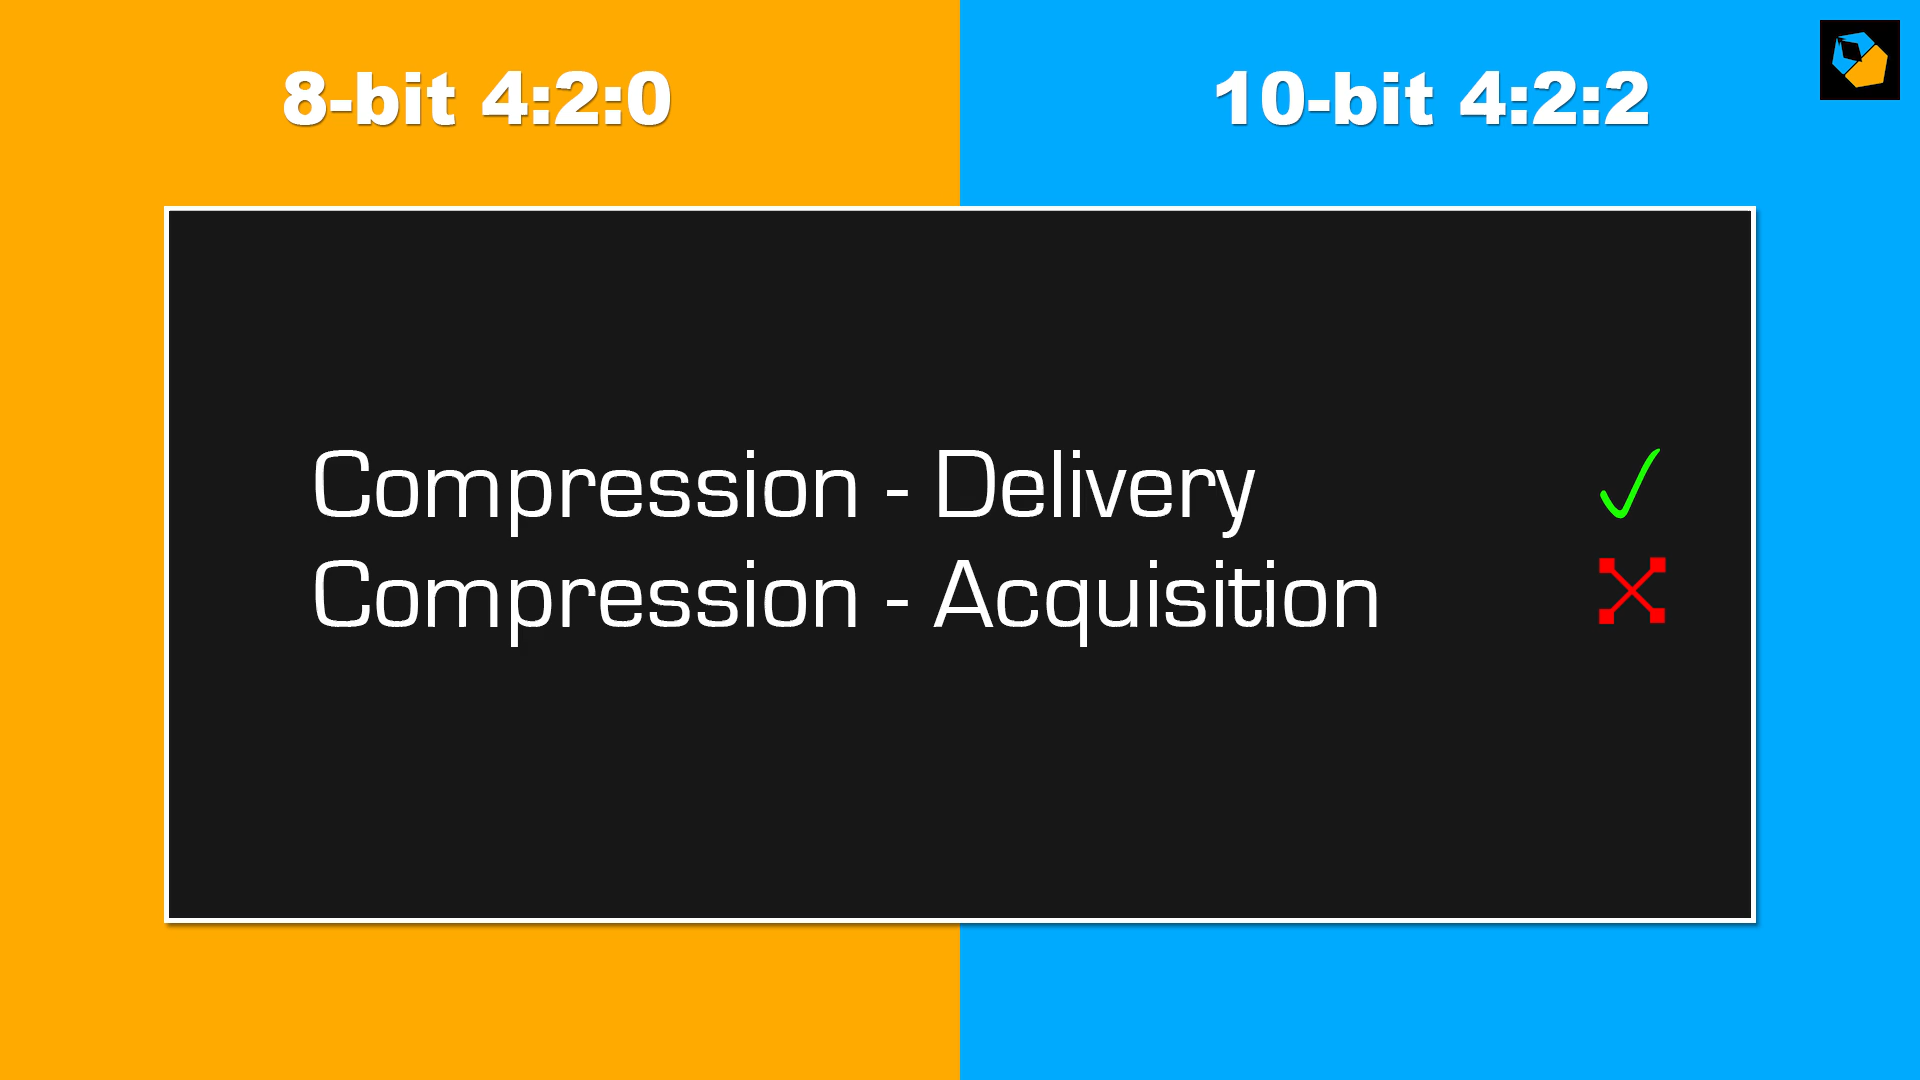 8-bit 4:2:0
10-bit 4:2:2
Compression - Delivery
Compression - Acquisition